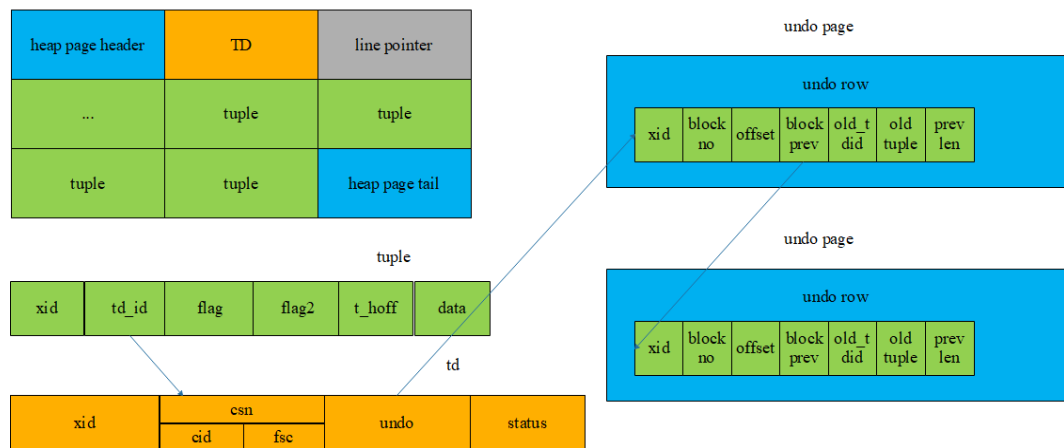 heap page header
TD
line pointer
...
tuple
tuple
tuple
tuple
heap page tail
tuple
xid
td_id
flag
flag2
t_hoff
data
td
xid
csn
cid
fsc
undo
status
undo page
undo row
xid
block
no
offset
block
prev
old_t
did
old
tuple
prev
len
undo page
undo row
xid
block
no
offset
block
prev
old_t
did
old
tuple
prev
len